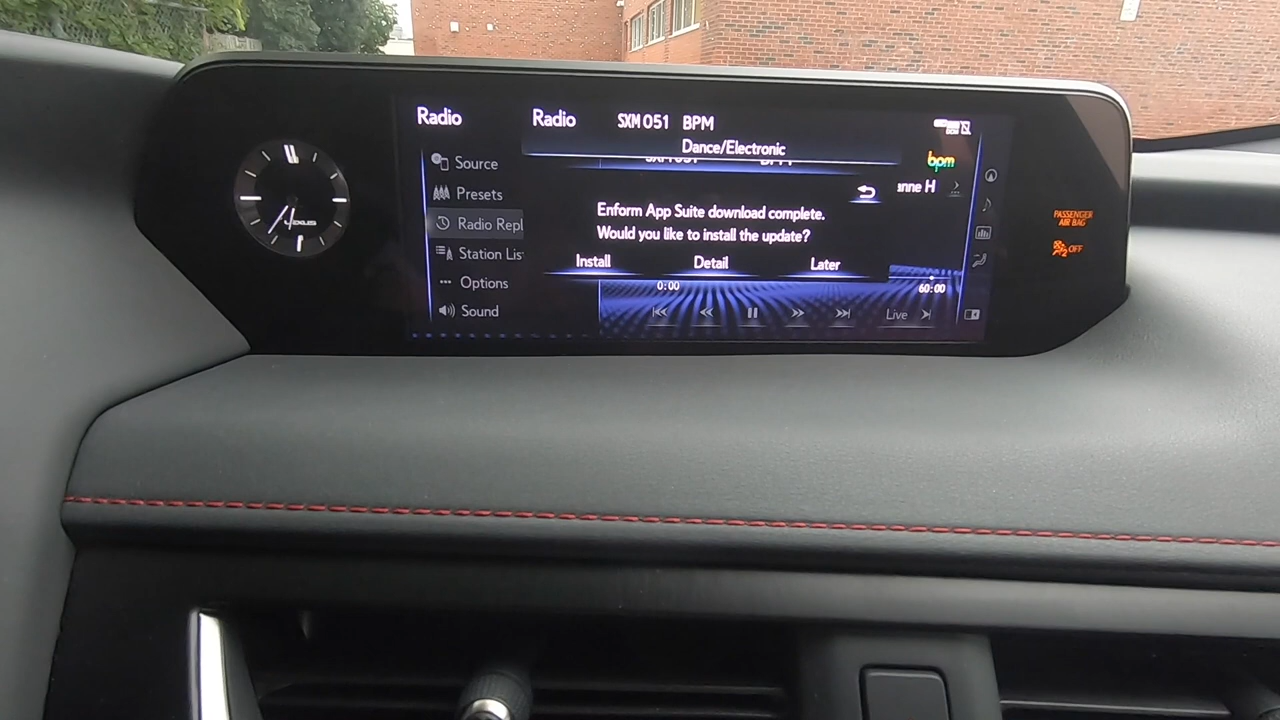 Radio
Radio SXM 051 BPM
Dance/Electronic
bpm
Source
Presets
Radio Repl
Station Lis
Options
Sound
anne H
Enform App Suite download complete.
Would you like to install the update?
Install Detail Later
0:00 60:00
Live
LEXUS
PASSENGER
AIR BAG
OFF